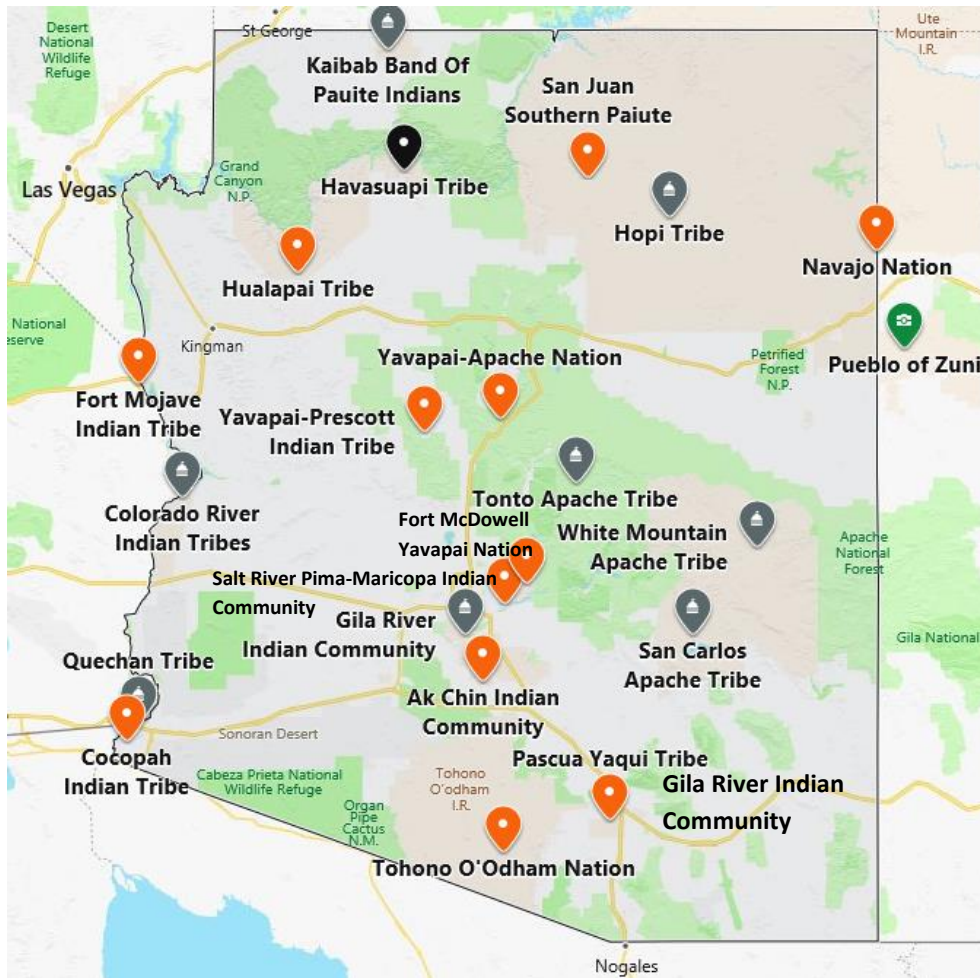 Desert
National
Wildlife
Refuge
St George
Ute
Mountain
I.R.
Kaibab Band Of
Pauite Indians
San Juan
Southern Paiute
Grand
Canyon
N.P.
Havasuapi Tribe
Las Vegas
Hopi Tribe
Navajo Nation
Hualapai Tribe
National
eserve
Kingman
Yavapai-Apache Nation
Petrified
Forest
N.P.
Pueblo of Zuni
Fort Mojave
Indian Tribe
Yavapai-Prescott
Indian Tribe
Tonto Apache Tribe
Colorado River
Indian Tribes
Fort McDowell
Yavapai Nation
White Mountain
Apache Tribe
Apache
National
Forest
Salt River Pima-Maricopa Indian
Community
Gila River
Indian Community
San Carlos
Apache Tribe
Gila National
Quechan Tribe
Ak Chin Indian
Community
Sonoran Desert
Cocopah
Indian Tribe
Pascua Yaqui Tribe
Gila River Indian
Community
Cabeza Prieta National
Wildlife Refuge
Tohono
O'odham
I.R.
Organ
Pipe
Cactus
N.M.
Tohono O'Odham Nation
Nogales